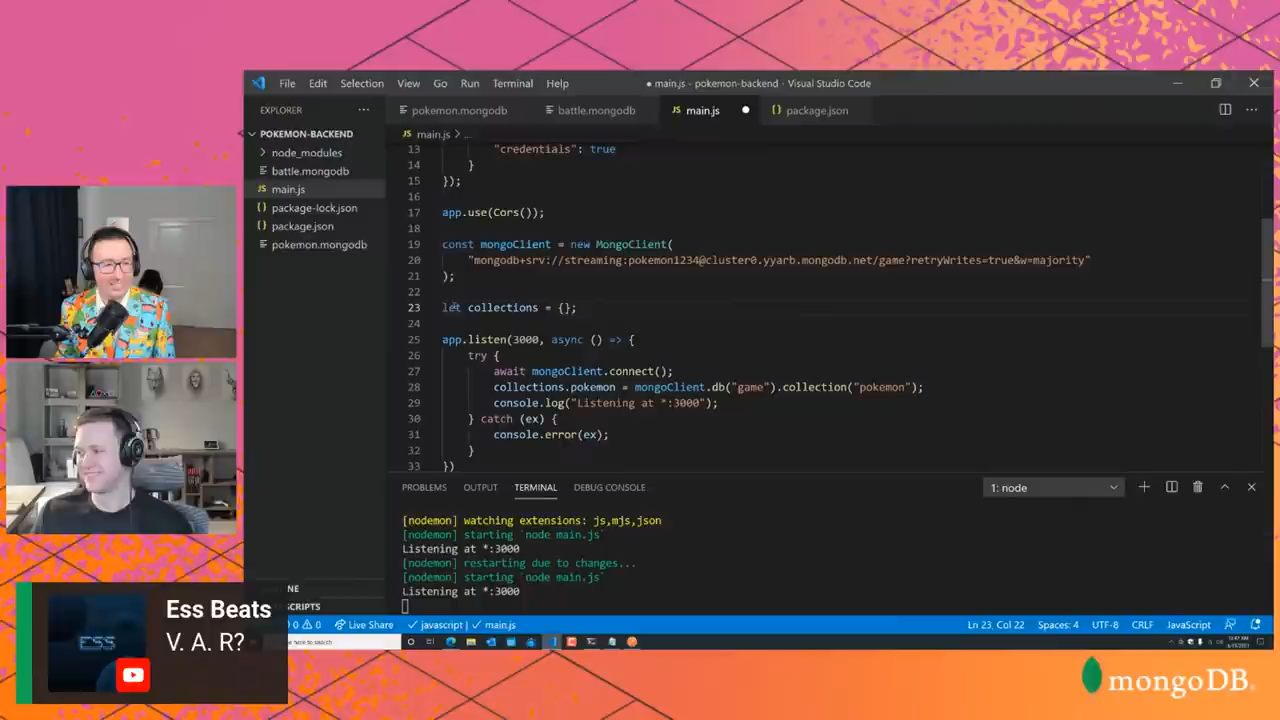 File Edit Selection View Go Run Terminal Help
● main.js - pokemon-backend - Visual Studio Code
EXPLORER
POKEMON-BACKEND
node_modules
battle.mongodb
JS main.js
package-lock.json
package.json
pokemon.mongodb
pokemon.mongodb battle.mongodb JS main.js {} package.json
JS main.js > ...
13 "credentials": true
14 }
15 });
16
17 app.use(Cors());
18
19 const mongoClient = new MongoClient(
20 "mongodb+srv://streaming:pokemon1234@cluster0.yyarb.mongodb.net/game?retryWrites=true&w=majority"
21 );
22
23 let collections = {};
24
25 app.listen(3000, async () => {
26 try {
27 await mongoClient.connect();
28 collections.pokemon = mongoClient.db("game").collection("pokemon");
29 console.log("Listening at *:3000");
30 } catch (ex) {
31 console.error(ex);
32 }
33 })
PROBLEMS OUTPUT TERMINAL DEBUG CONSOLE
1: node
[nodemon] watching extensions: js,mjs,json
[nodemon] starting `node main.js`
Listening at *:3000
[nodemon] restarting due to changes...
[nodemon] starting `node main.js`
Listening at *:3000
NE
SCRIPTS
0 0 Live Share javascript | main.js
Ln 23, Col 22 Spaces: 4 UTF-8 CRLF JavaScript
here to search
ESS
Ess Beats
V. A. R?
mongoDB.